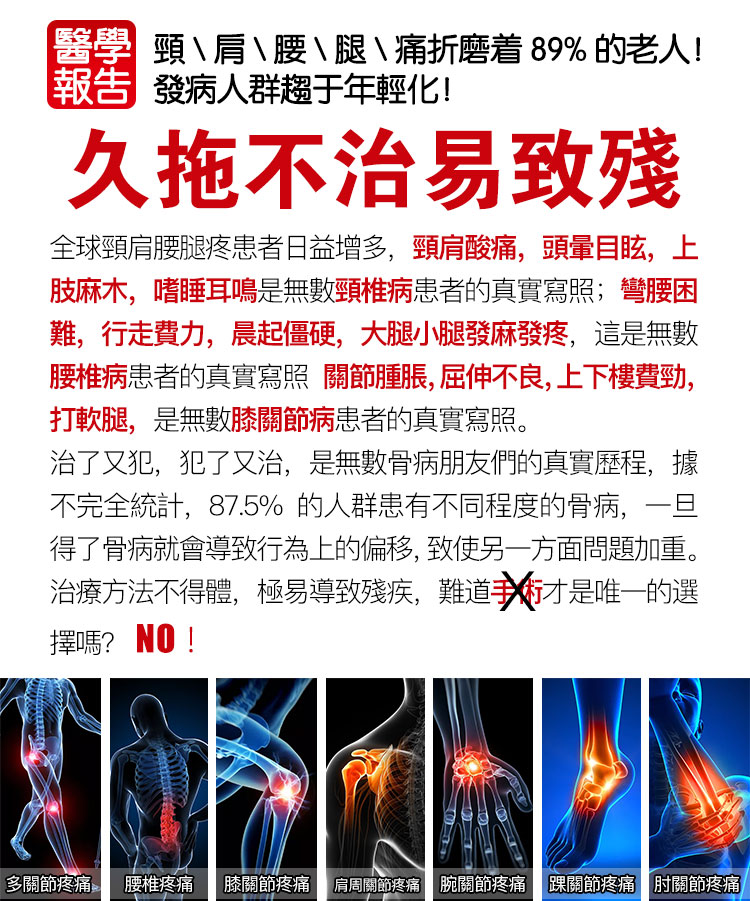 醫學
報告
頸\肩\腰\腿\痛折磨着 89% 的老人!
發病人群趨于年輕化!
久拖不治易致殘
全球頸肩腰腿疼患者日益增多，頸肩酸痛，頭暈目眩，上
肢麻木，嗜睡耳鳴是無數頸椎病患者的真實寫照；彎腰困
難，行走費力，晨起僵硬，大腿小腿發麻發疼，這是無數
腰椎病患者的真實寫照 關節腫脹,屈伸不良,上下樓費勁,
打軟腿，是無數膝關節病患者的真實寫照。
治了又犯，犯了又治，是無數骨病朋友們的真實歷程，據
不完全統計，87.5% 的人群患有不同程度的骨病，一旦
得了骨病就會導致行為上的偏移,致使另一方面問題加重。
治療方法不得體，極易導致殘疾，難道手術才是唯一的選
擇嗎？ NO！
多關節疼痛
腰椎疼痛
膝關節疼痛
肩周關節疼痛
腕關節疼痛
踝關節疼痛
肘關節疼痛